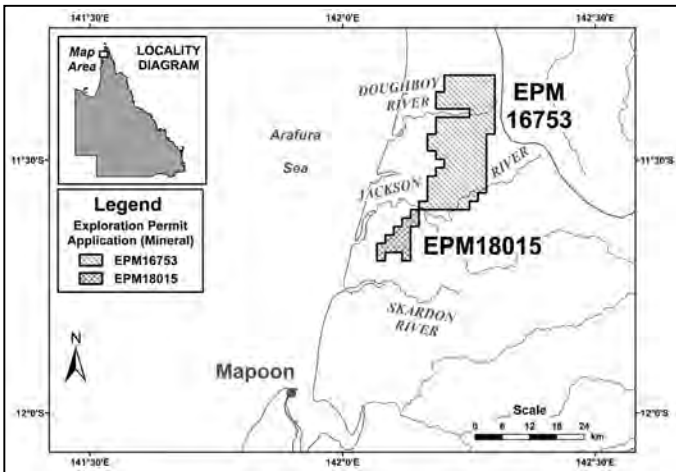 141°30'E
142°0'E
142°30'E
Map
Area
LOCALITY
DIAGRAM
DOUGHBOY
RIVER
EPM
16753
Arafura
Sea
11°30'S
11°30'S
JACKSON
RIVER
Legend
Exploration Permit
Application (Mineral)
EPM16753
EPM18015
EPM18015
SKARDON
RIVER
N
Mapoon
12°0'S
12°0'S
Scale
0 6 12 18 24
km
141°30'E
142°0'E
142°30'E